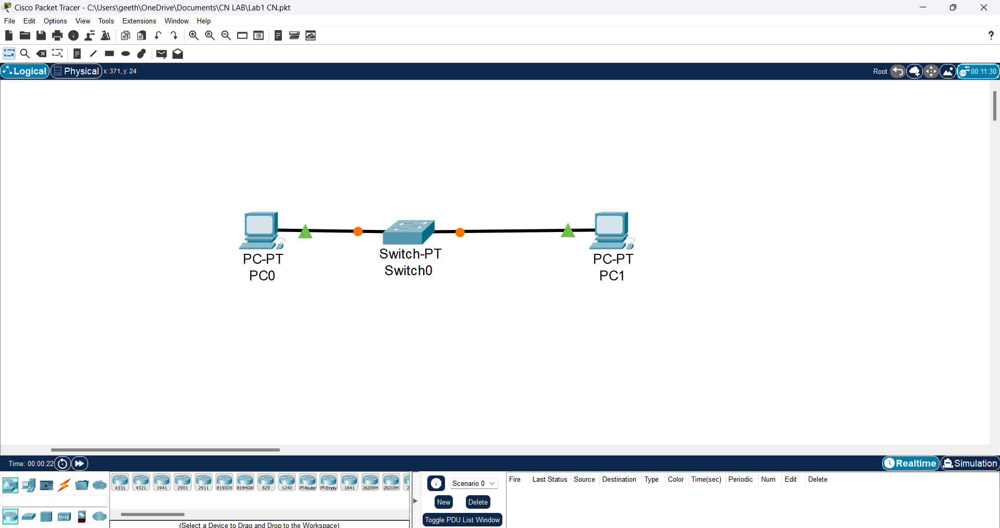 Cisco Packet Tracer - C:\Users\geeth\OneDrive\Documents\CN LAB\Lab1 CN.pkt
File Edit Options View Tools Extensions Window Help
?
Logical Physical x: 371, y: 24 Root 00:11:30
PC-PT
PC0
Switch-PT
Switch0
PC-PT
PC1
Time: 00:00:22 Realtime Simulation
4331 4321 1941 2901 2911 819IOX 819HGW 829 1240 PT-Router PT-Empty 1841 2620XM 2621XM 2
(Select a Device to Drag and Drop to the Workspace)
Scenario 0
New Delete
Toggle PDU List Window
Fire Last Status Source Destination Type Color Time(sec) Periodic Num Edit Delete